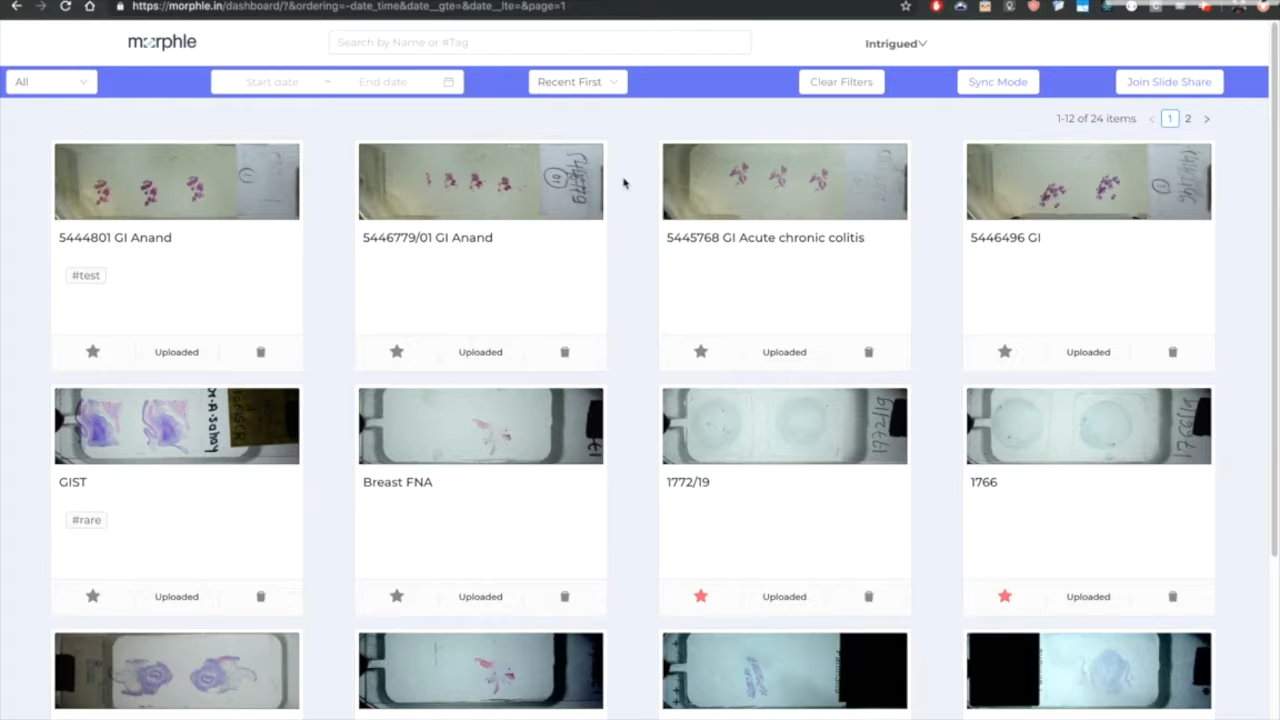 https://morphle.in/dashboard/?&ordering=-date_time&date__gte=&date__lte=&page=1
morphle
Search by Name or #Tag
Intrigued
All
Start date ~ End date
Recent First
Clear Filters
Sync Mode
Join Slide Share
1-12 of 24 items < 1 2 >
5444801 GI Anand
5446779/01 GI Anand
5445768 GI Acute chronic colitis
5446496 GI
#test
Uploaded
Uploaded
Uploaded
Uploaded
GIST
Breast FNA
1772/19
1766
#rare
Uploaded
Uploaded
Uploaded
Uploaded